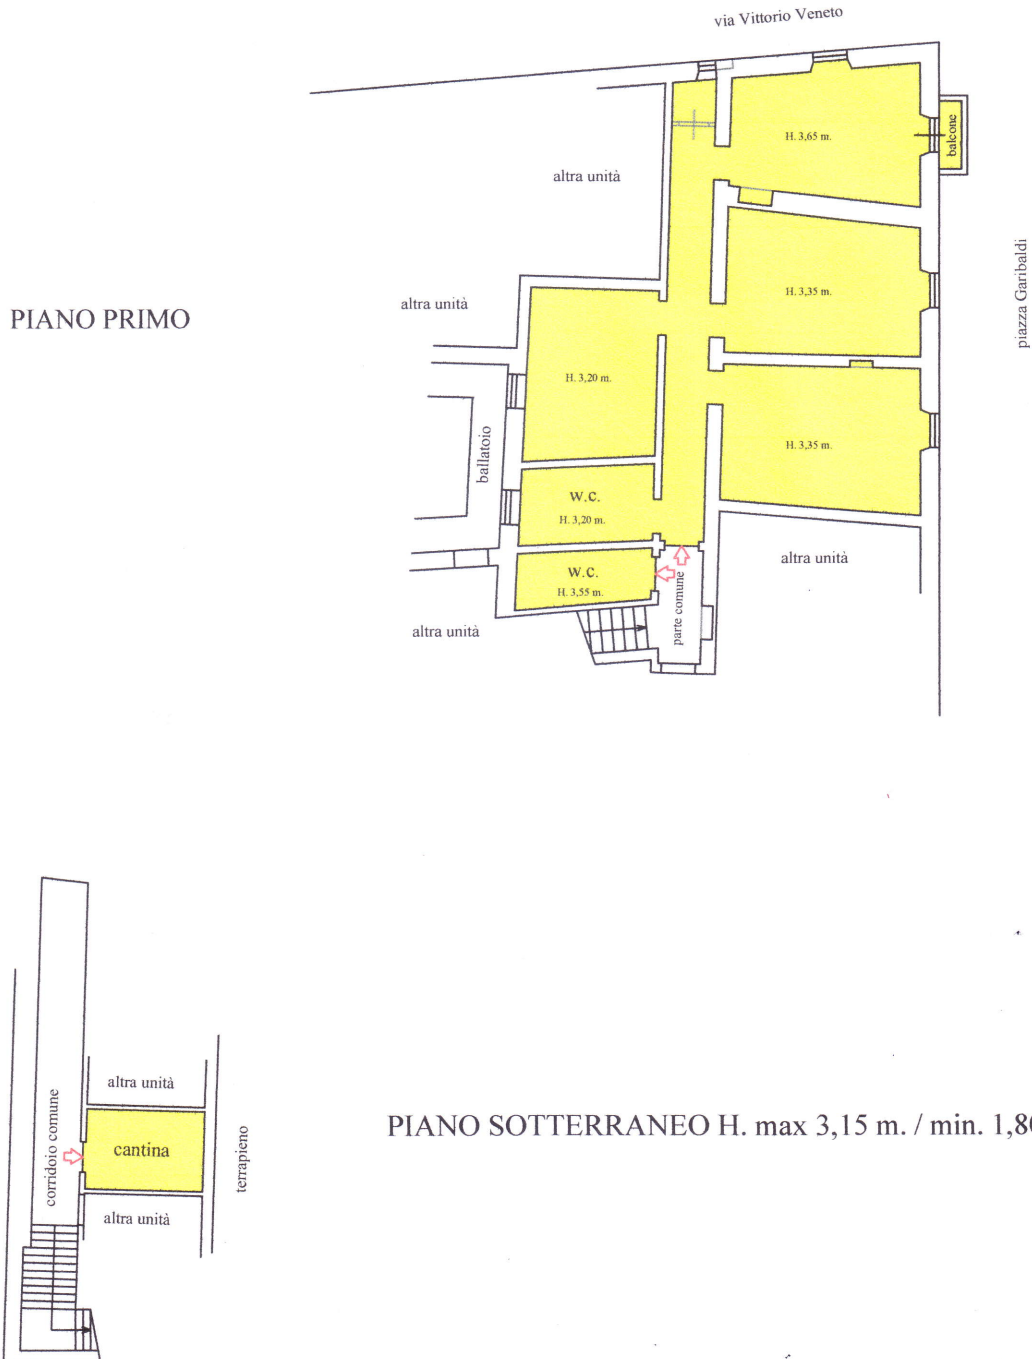 via Vittorio Veneto
H. 3,65 m.
balcone
altra unità
piazza Garibaldi
altra unità
H. 3,35 m.
PIANO PRIMO
H. 3,20 m.
ballatoio
H. 3,35 m.
W.C.
H. 3,20 m.
altra unità
W.C.
H. 3,55 m.
parte comune
altra unità
altra unità
corridoio comune
cantina
terrapieno
PIANO SOTTERRANEO H. max 3,15 m. / min. 1,80
altra unità